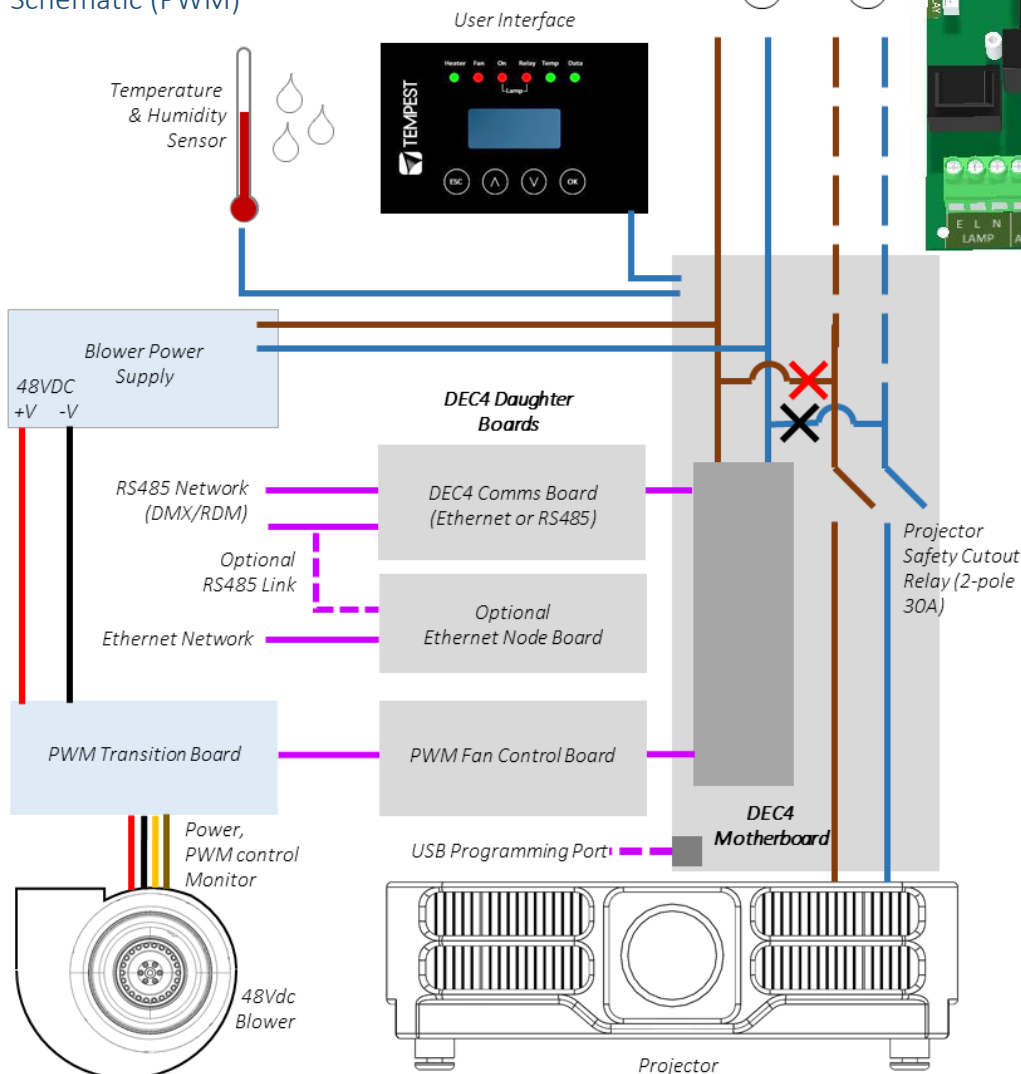 Schematic (PWM)
User Interface
Temperature
& Humidity
Sensor
Heater Fan On Relay Temp Data
Lamp
TEMPEST
ESC
OK
E L N
LAMP
Blower Power
Supply
48VDC
+V -V
DEC4 Daughter
Boards
RS485 Network
(DMX/RDM)
DEC4 Comms Board
(Ethernet or RS485)
Optional
RS485 Link
Optional
Ethernet Node Board
Ethernet Network
Projector
Safety Cutout
Relay (2-pole
30A)
PWM Transition Board
PWM Fan Control Board
DEC4
Motherboard
Power,
PWM control
Monitor
USB Programming Port
48Vdc
Blower
Projector